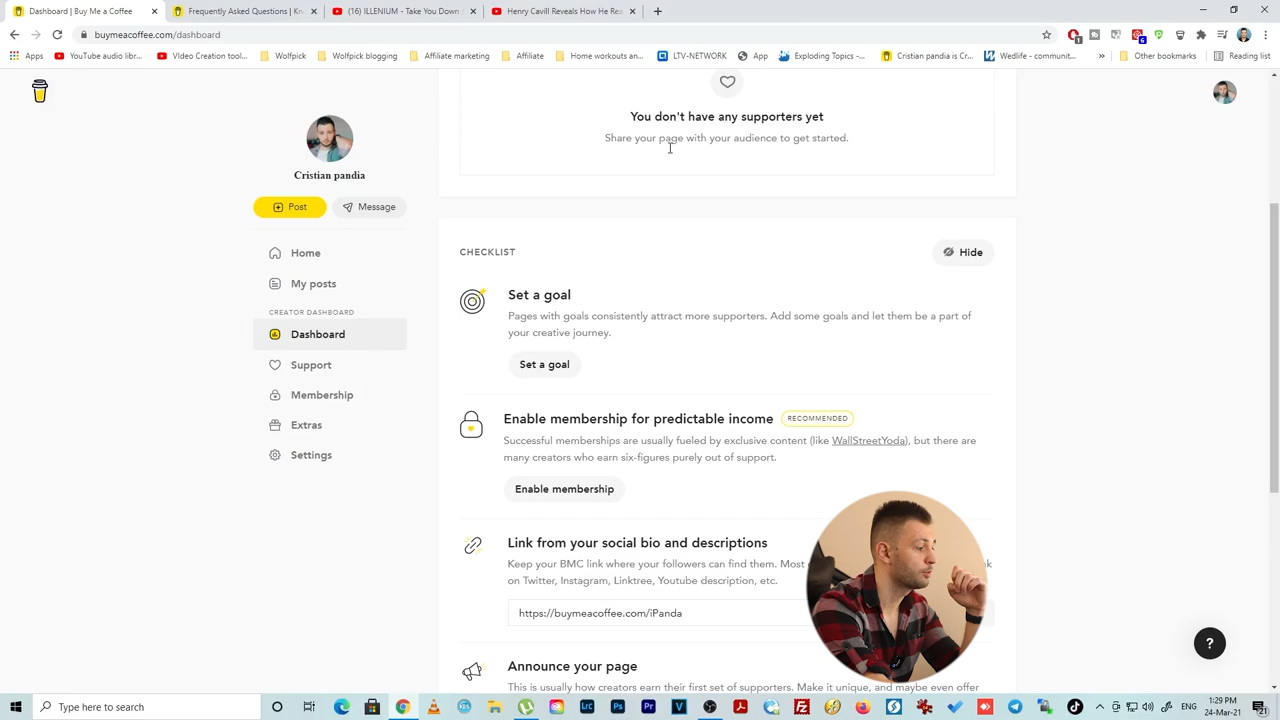 Dashboard | Buy Me a Coffee
Frequently Asked Questions | Kn
(16) ILLENIUM - Take You Down
Henry Cavill Reveals How He Re
buymeacoffee.com/dashboard
Apps
YouTube audio libr...
VIdeo Creation tool...
Wolfpick
Wolfpick blogging
Affiliate marketing
Affiliate
Home workouts an...
LTV-NETWORK
App
Exploding Topics -...
Cristian pandia is Cr...
Wedlife - communit...
»
Other bookmarks
Reading list
You don't have any supporters yet
Share your page with your audience to get started.
Cristian pandia
Post
Message
Home
My posts
CREATOR DASHBOARD
Dashboard
Support
Membership
Extras
Settings
CHECKLIST
Hide
Set a goal
Pages with goals consistently attract more supporters. Add some goals and let them be a part of
your creative journey.
Set a goal
Enable membership for predictable income
RECOMMENDED
Successful memberships are usually fueled by exclusive content (like WallStreetYoda), but there are
many creators who earn six-figures purely out of support.
Enable membership
Link from your social bio and descriptions
Keep your BMC link where your followers can find them. Most
on Twitter, Instagram, Linktree, Youtube description, etc.
https://buymeacoffee.com/iPanda
Announce your page
This is usually how creators earn their first set of supporters. Make it unique, and maybe even offer
?
Type here to search
ENG
1:29 PM
24-Mar-21